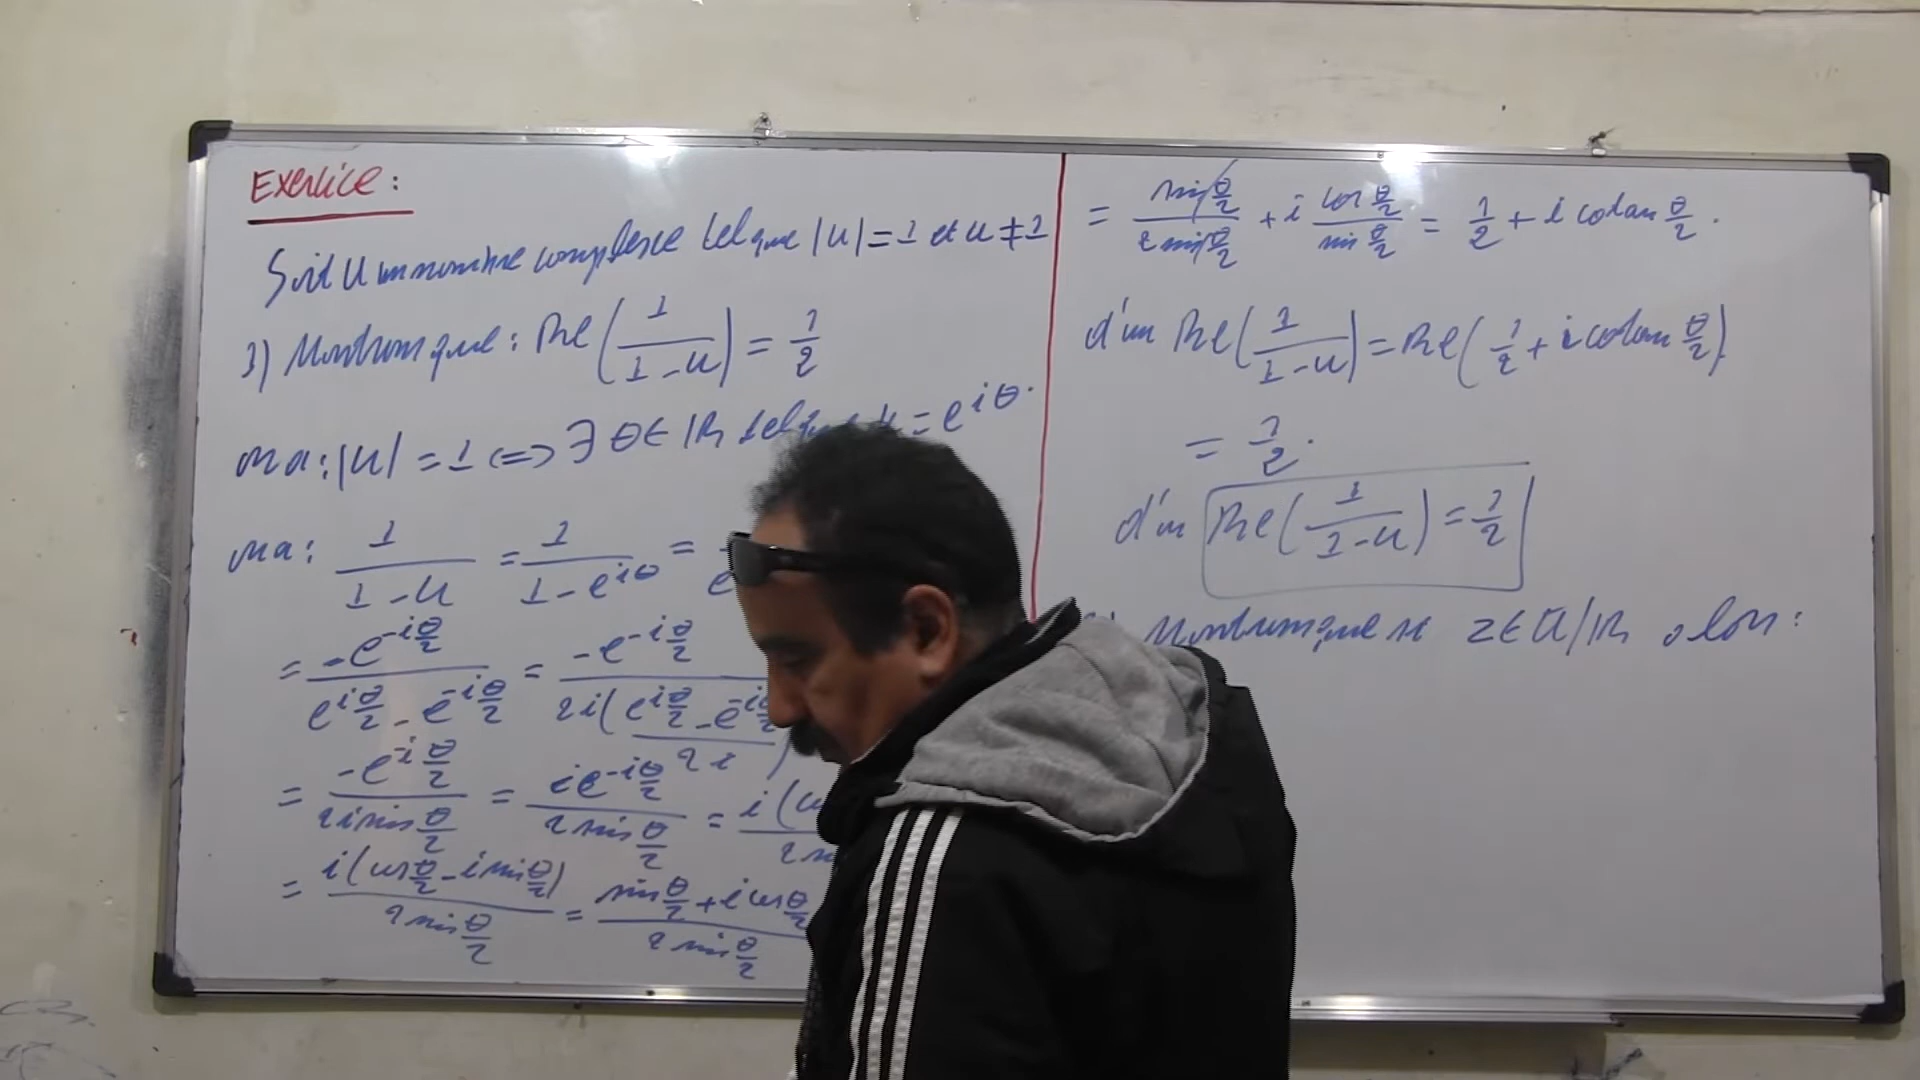 Exercice :
Soit U un nombre complexe tel que |U| = 1 et U ≠ 1
1) Montrons que : Re(1/(1-U)) = 1/2
on a : |U| = 1 <=> ∃ θ ∈ IR tel que U = e^{iθ}.
on a : 1/(1-U) = 1/(1-e^{iθ}) =
= -e^{-iθ/2}/(e^{iθ/2} - e^{-iθ/2}) = -e^{-iθ/2}/(2i((e^{iθ/2} - e^{-iθ/2})/2i))
= -e^{-iθ/2}/(2i sin θ/2) = ie^{-iθ/2}/(2 sin θ/2) = i(
= i(cos θ/2 - i sin θ/2)/(2 sin θ/2) = (sin θ/2 + i cos θ/2)/(2 sin θ/2)
= (sin θ/2)/(2 sin θ/2) + i (cos θ/2)/(sin θ/2) = 1/2 + i cotan θ/2.
d'où Re(1/(1-U)) = Re(1/2 + i cotan θ/2)
= 1/2.
d'où Re(1/(1-U)) = 1/2
Montrons que si z ∈ ℂ/IR alors :